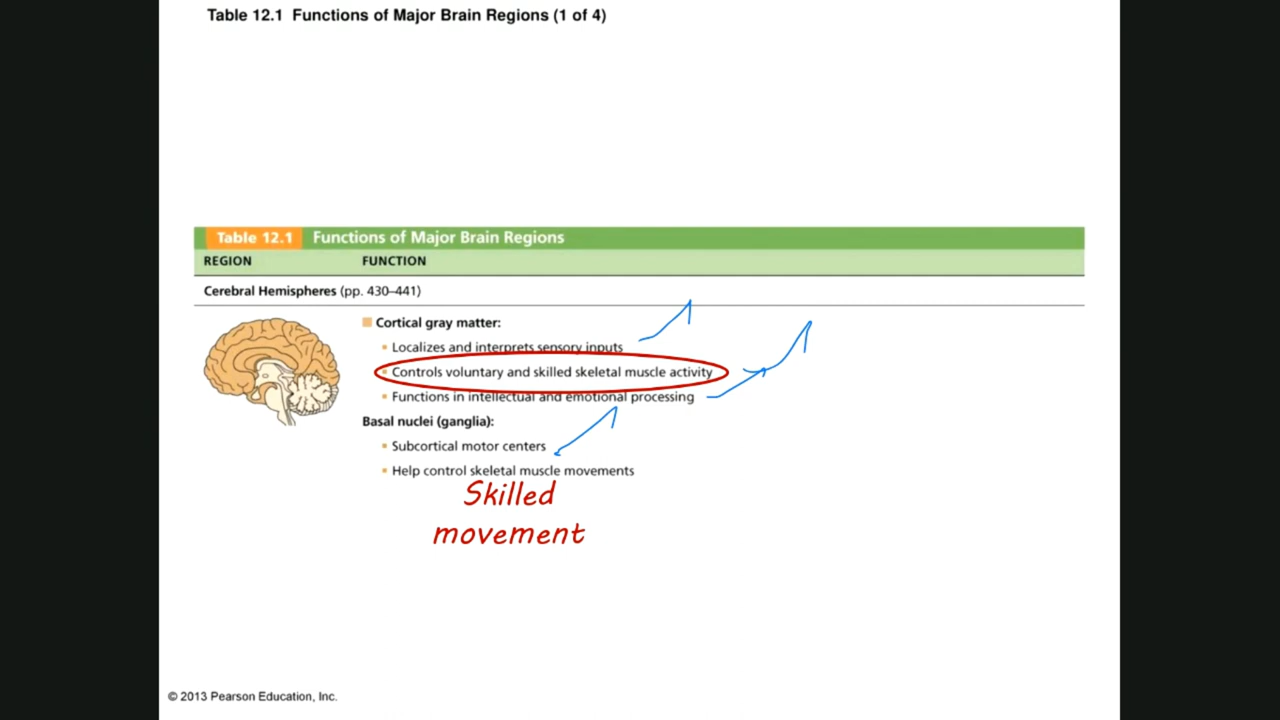 Table 12.1 Functions of Major Brain Regions (1 of 4)
Table 12.1 Functions of Major Brain Regions
REGION FUNCTION
Cerebral Hemispheres (pp. 430–441)
Cortical gray matter:
Localizes and interprets sensory inputs
Controls voluntary and skilled skeletal muscle activity
Functions in intellectual and emotional processing
Basal nuclei (ganglia):
Subcortical motor centers
Help control skeletal muscle movements
Skilled
movement
© 2013 Pearson Education, Inc.